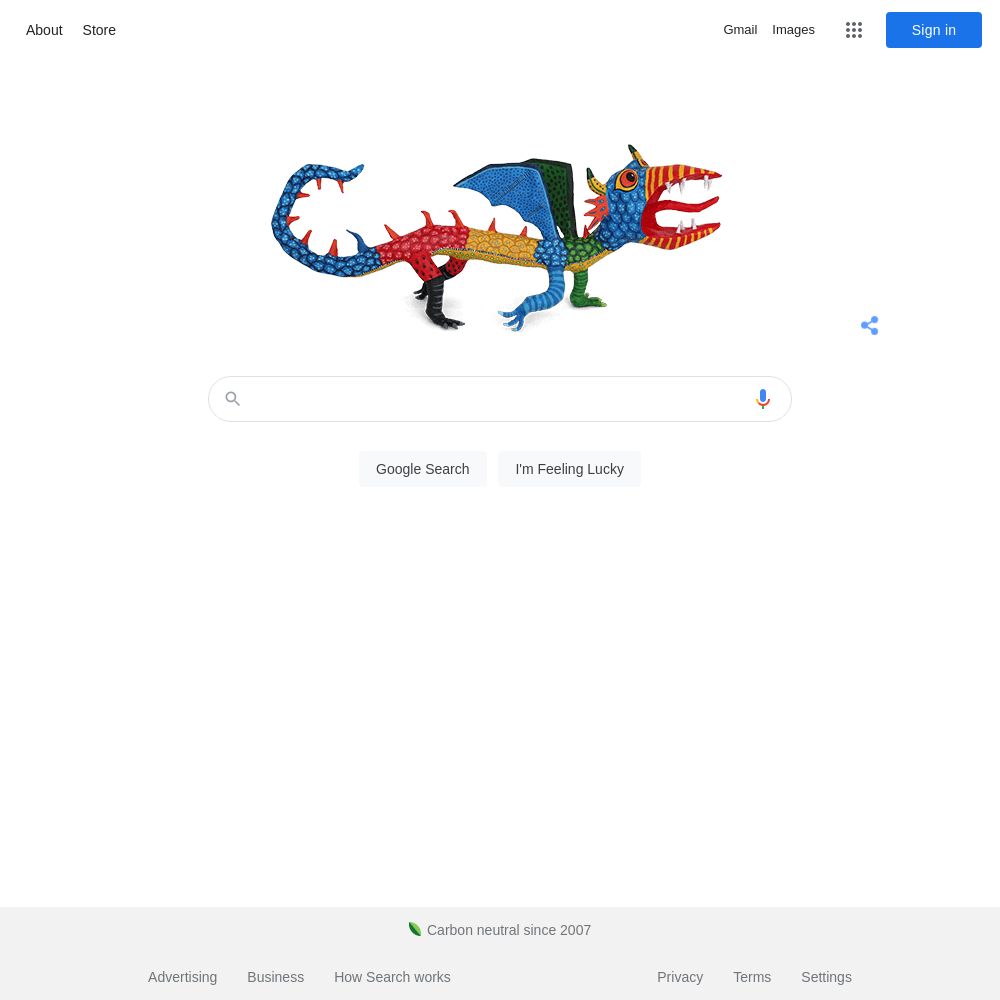 About Store Gmail Images Sign in
Google Search I'm Feeling Lucky
Carbon neutral since 2007
Advertising Business How Search works Privacy Terms Settings